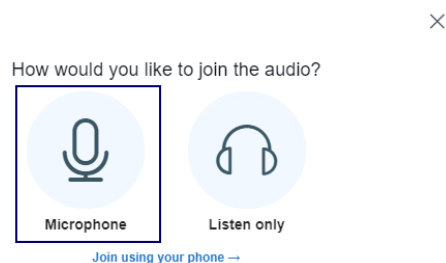 How would you like to join the audio?
Microphone
Listen only
Join using your phone →